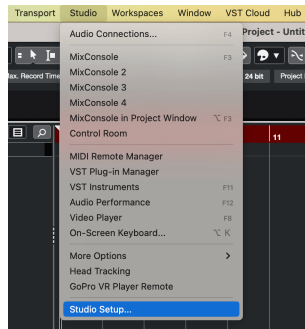 Transport Studio Workspaces Window VST Cloud Hub
Project - Untit
Max. Record Time
24 bit
Project
11
Audio Connections... F4
MixConsole F3
MixConsole 2
MixConsole 3
MixConsole 4
MixConsole in Project Window ⌥ F3
Control Room
MIDI Remote Manager
VST Plug-in Manager
VST Instruments F11
Audio Performance F12
Video Player F8
On-Screen Keyboard... ⌥ K
More Options >
Head Tracking
GoPro VR Player Remote
Studio Setup...